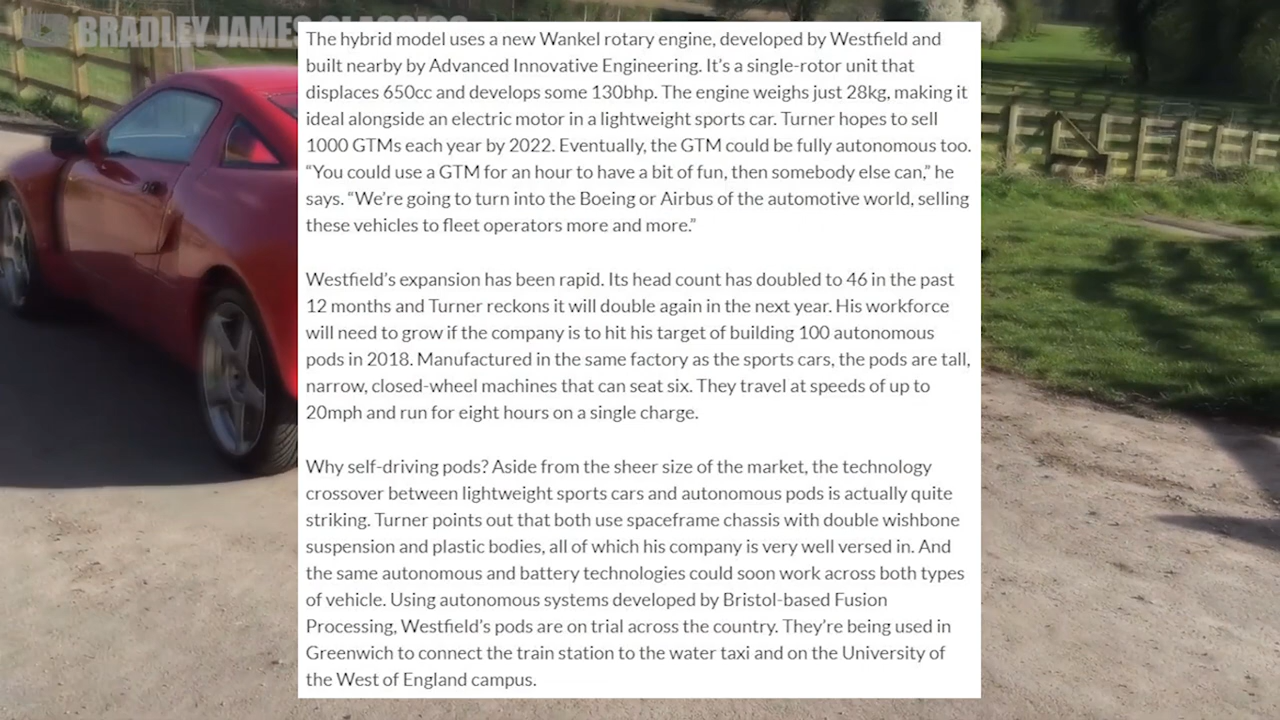 BRADLEY JAMES CLASSICS
The hybrid model uses a new Wankel rotary engine, developed by Westfield and
built nearby by Advanced Innovative Engineering. It’s a single-rotor unit that
displaces 650cc and develops some 130bhp. The engine weighs just 28kg, making it
ideal alongside an electric motor in a lightweight sports car. Turner hopes to sell
1000 GTMs each year by 2022. Eventually, the GTM could be fully autonomous too.
“You could use a GTM for an hour to have a bit of fun, then somebody else can,” he
says. “We’re going to turn into the Boeing or Airbus of the automotive world, selling
these vehicles to fleet operators more and more.”
Westfield’s expansion has been rapid. Its head count has doubled to 46 in the past
12 months and Turner reckons it will double again in the next year. His workforce
will need to grow if the company is to hit his target of building 100 autonomous
pods in 2018. Manufactured in the same factory as the sports cars, the pods are tall,
narrow, closed-wheel machines that can seat six. They travel at speeds of up to
20mph and run for eight hours on a single charge.
Why self-driving pods? Aside from the sheer size of the market, the technology
crossover between lightweight sports cars and autonomous pods is actually quite
striking. Turner points out that both use spaceframe chassis with double wishbone
suspension and plastic bodies, all of which his company is very well versed in. And
the same autonomous and battery technologies could soon work across both types
of vehicle. Using autonomous systems developed by Bristol-based Fusion
Processing, Westfield’s pods are on trial across the country. They’re being used in
Greenwich to connect the train station to the water taxi and on the University of
the West of England campus.